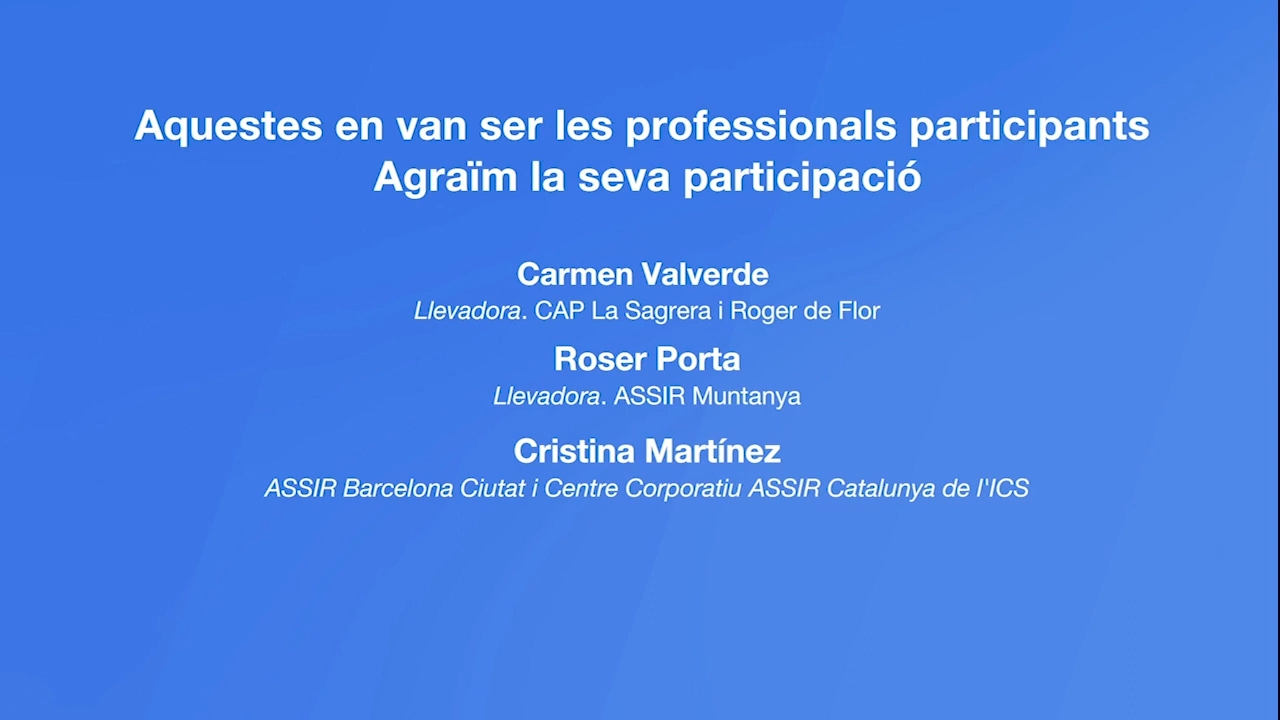 Aquestes en van ser les professionals participants
Agraïm la seva participació
Carmen Valverde
Llevadora. CAP La Sagrera i Roger de Flor
Roser Porta
Llevadora. ASSIR Muntanya
Cristina Martínez
ASSIR Barcelona Ciutat i Centre Corporatiu ASSIR Catalunya de l'ICS